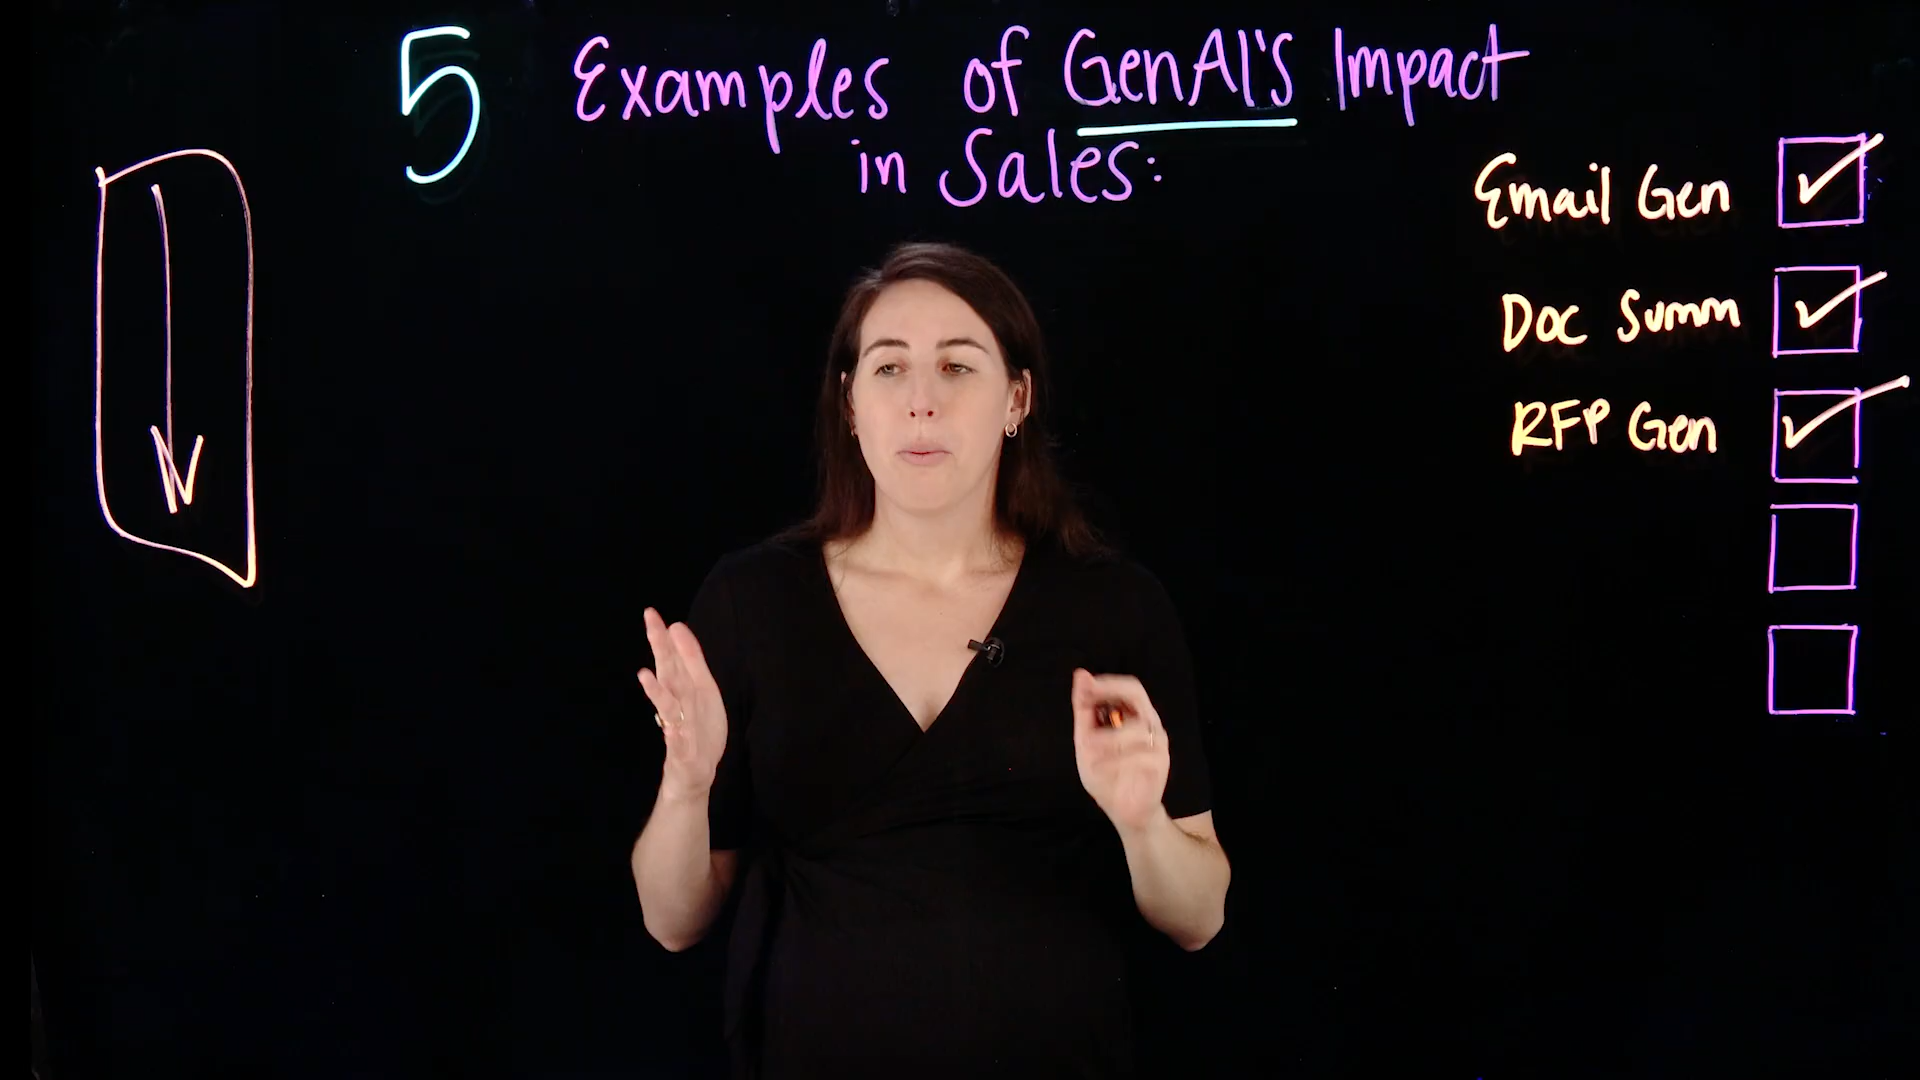 5 Examples of GenAI's Impact
in Sales:
Email Gen
Doc Summ
RFP Gen